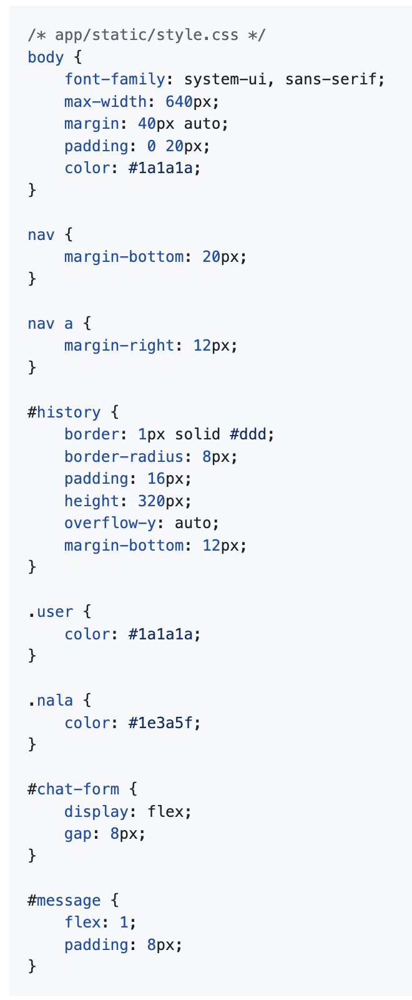 /* app/static/style.css */
body {
    font-family: system-ui, sans-serif;
    max-width: 640px;
    margin: 40px auto;
    padding: 0 20px;
    color: #1a1a1a;
}

nav {
    margin-bottom: 20px;
}

nav a {
    margin-right: 12px;
}

#history {
    border: 1px solid #ddd;
    border-radius: 8px;
    padding: 16px;
    height: 320px;
    overflow-y: auto;
    margin-bottom: 12px;
}

.user {
    color: #1a1a1a;
}

.nala {
    color: #1e3a5f;
}

#chat-form {
    display: flex;
    gap: 8px;
}

#message {
    flex: 1;
    padding: 8px;
}